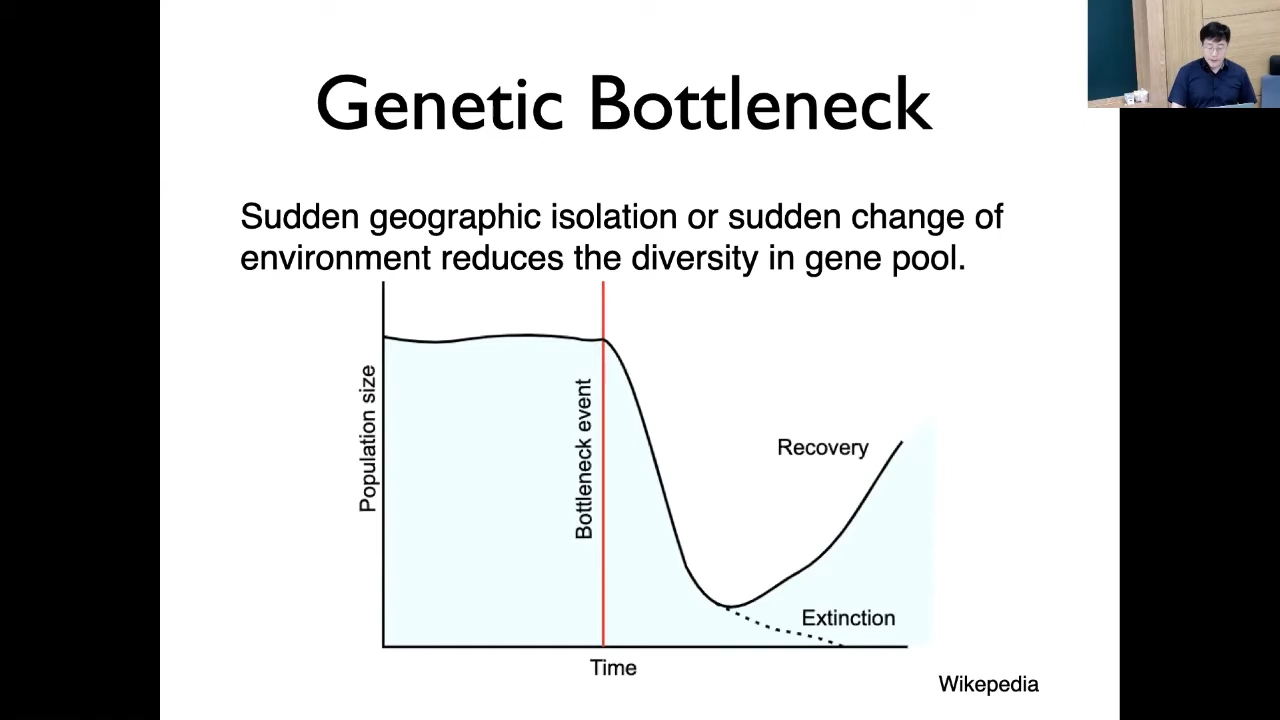 Genetic Bottleneck
Sudden geographic isolation or sudden change of
environment reduces the diversity in gene pool.
Population size
Bottleneck event
Recovery
Extinction
Time
Wikepedia